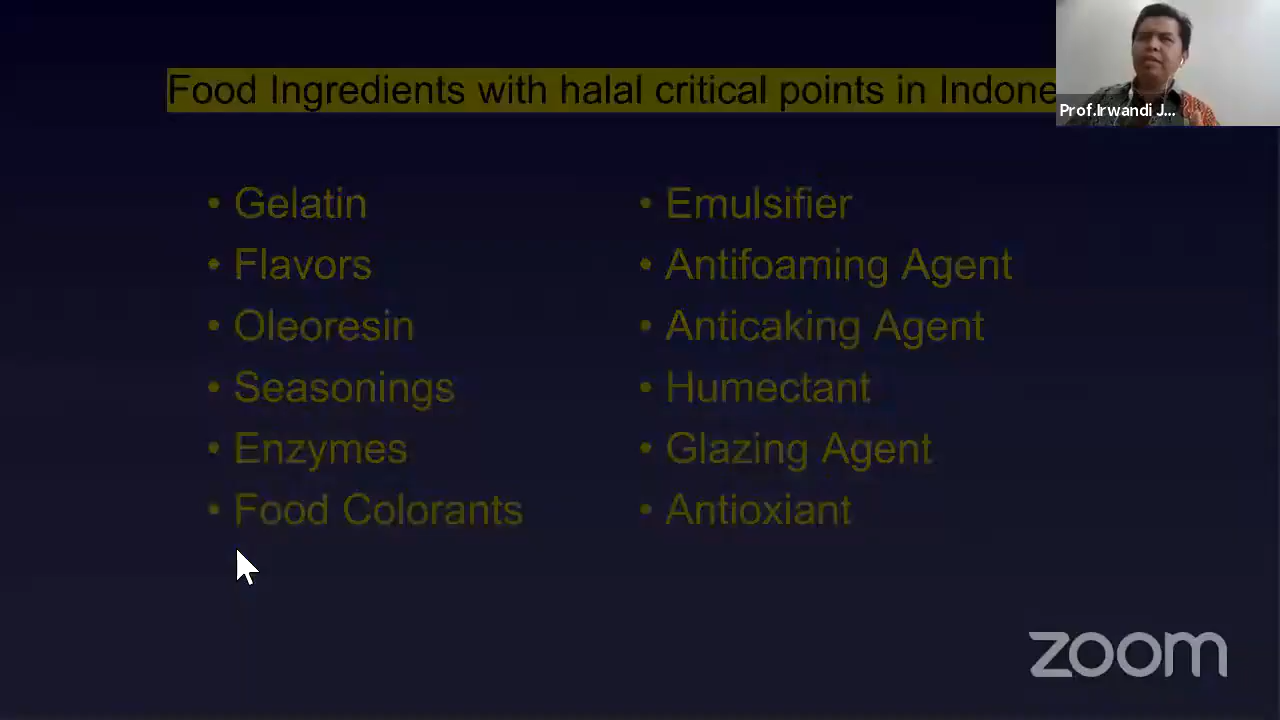 Food Ingredients with halal critical points in Indone
Prof.Irwandi J...
• Gelatin
• Flavors
• Oleoresin
• Seasonings
• Enzymes
• Food Colorants
• Emulsifier
• Antifoaming Agent
• Anticaking Agent
• Humectant
• Glazing Agent
• Antioxiant
zoom